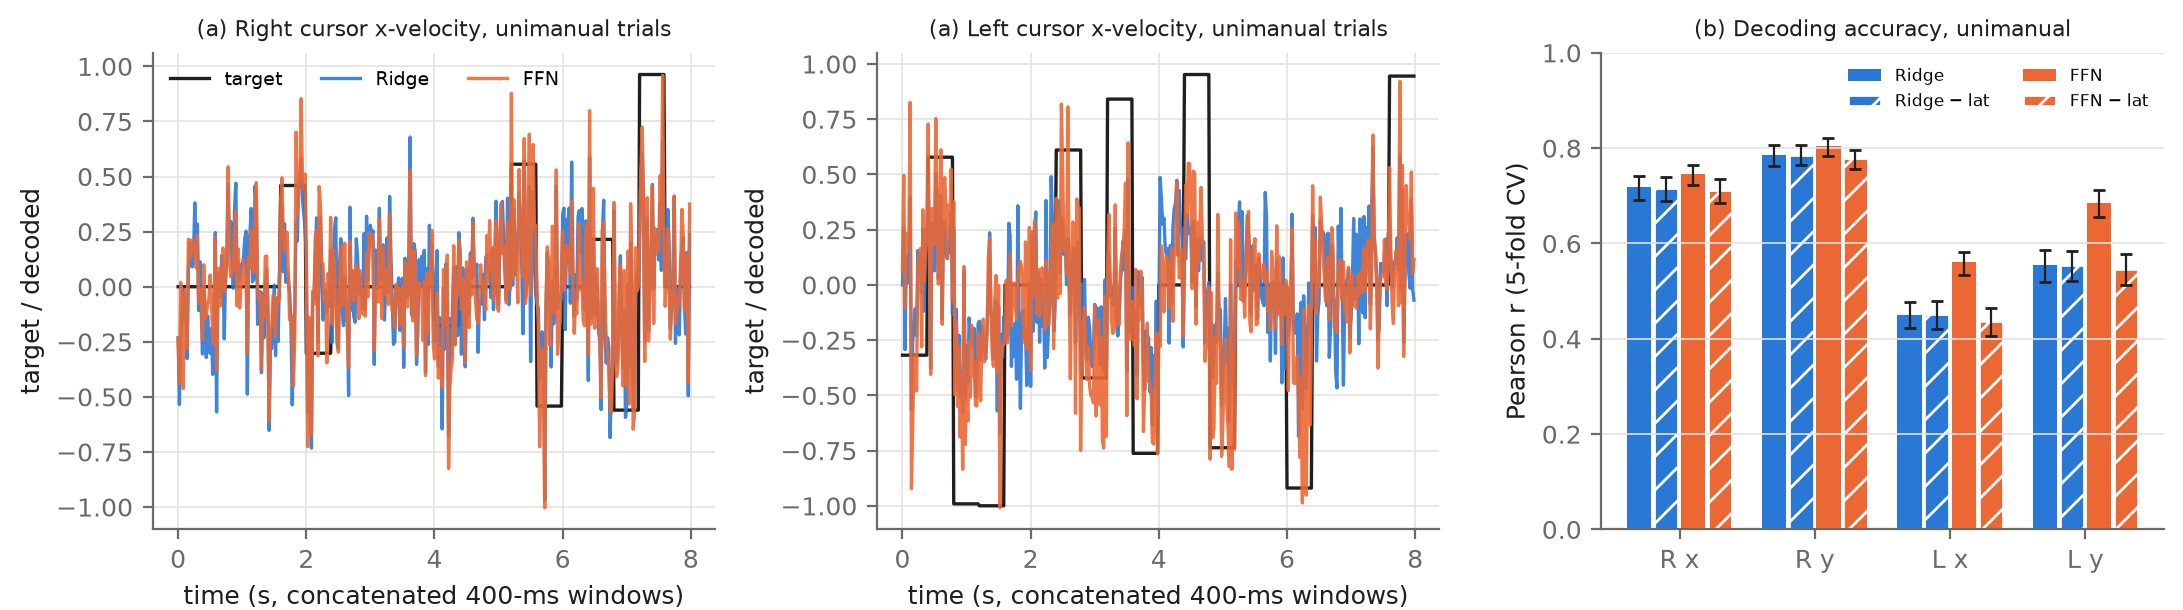 (a) Right cursor x-velocity, unimanual trials
target
Ridge
FFN
1.00
0.75
0.50
0.25
0.00
−0.25
−0.50
−0.75
−1.00
target / decoded
0
2
4
6
8
time (s, concatenated 400-ms windows)
(a) Left cursor x-velocity, unimanual trials
1.00
0.75
0.50
0.25
0.00
−0.25
−0.50
−0.75
−1.00
target / decoded
0
2
4
6
8
time (s, concatenated 400-ms windows)
(b) Decoding accuracy, unimanual
Ridge
Ridge − lat
FFN
FFN − lat
1.0
0.8
0.6
0.4
0.2
0.0
Pearson r (5-fold CV)
R x
R y
L x
L y